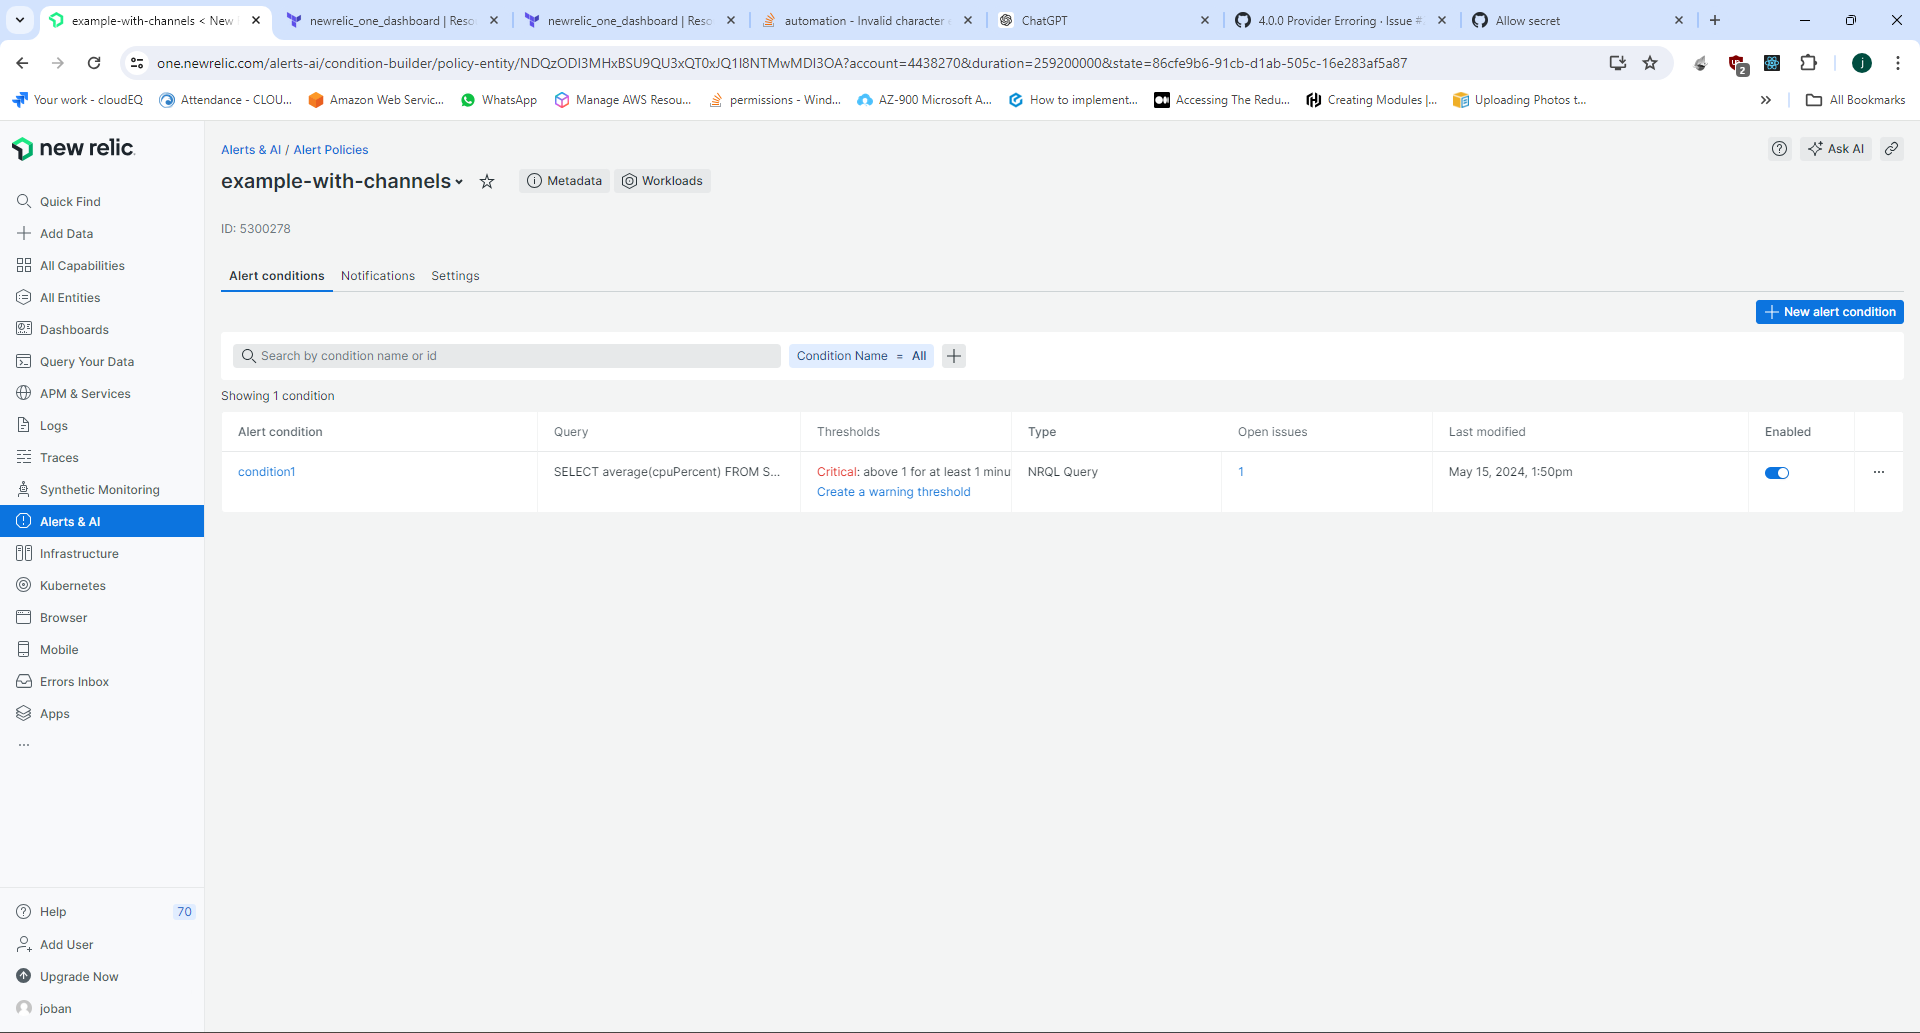 example-with-channels < New
newrelic_one_dashboard | Reso
newrelic_one_dashboard | Reso
automation - Invalid character
ChatGPT
4.0.0 Provider Erroring · Issue #
Allow secret
one.newrelic.com/alerts-ai/condition-builder/policy-entity/NDQzODI3MHxBSU9QU3xQT0xJQ1l8NTMwMDI3OA?account=4438270&duration=259200000&state=86cfe9b6-91cb-d1ab-505c-16e283af5a87
2
j
Your work - cloudEQ
Attendance - CLOU...
Amazon Web Servic...
WhatsApp
Manage AWS Resou...
permissions - Wind...
AZ-900 Microsoft A...
How to implement...
Accessing The Redu...
Creating Modules |...
Uploading Photos t...
All Bookmarks
new relic
Quick Find
Add Data
All Capabilities
All Entities
Dashboards
Query Your Data
APM & Services
Logs
Traces
Synthetic Monitoring
Alerts & AI
Infrastructure
Kubernetes
Browser
Mobile
Errors Inbox
Apps
...
Help 70
Add User
Upgrade Now
joban
Alerts & AI / Alert Policies
Ask AI
example-with-channels
Metadata
Workloads
ID: 5300278
Alert conditions Notifications Settings
New alert condition
Search by condition name or id
Condition Name = All
Showing 1 condition
Alert condition Query Thresholds Type Open issues Last modified Enabled
condition1 SELECT average(cpuPercent) FROM S... Critical: above 1 for at least 1 minu NRQL Query 1 May 15, 2024, 1:50pm
Create a warning threshold